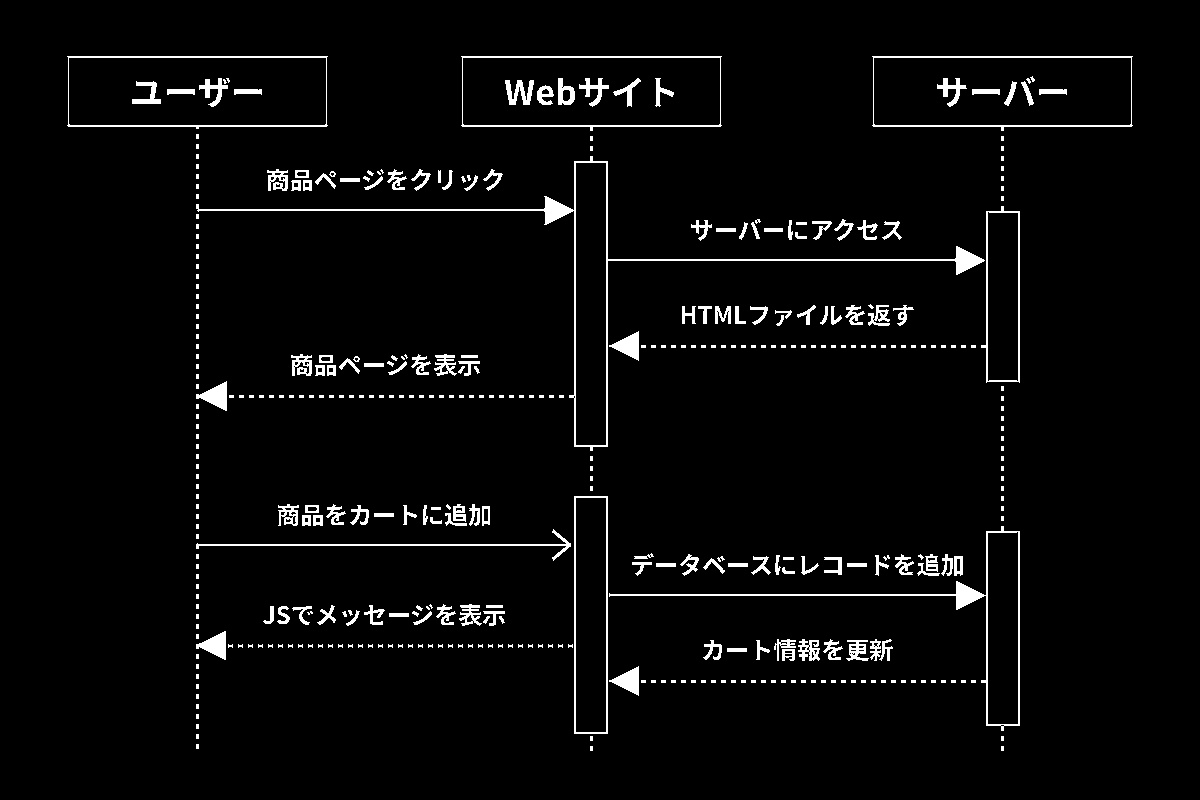 ユーザー
Webサイト
サーバー
商品ページをクリック
サーバーにアクセス
HTMLファイルを返す
商品ページを表示
商品をカートに追加
データベースにレコードを追加
JSでメッセージを表示
カート情報を更新